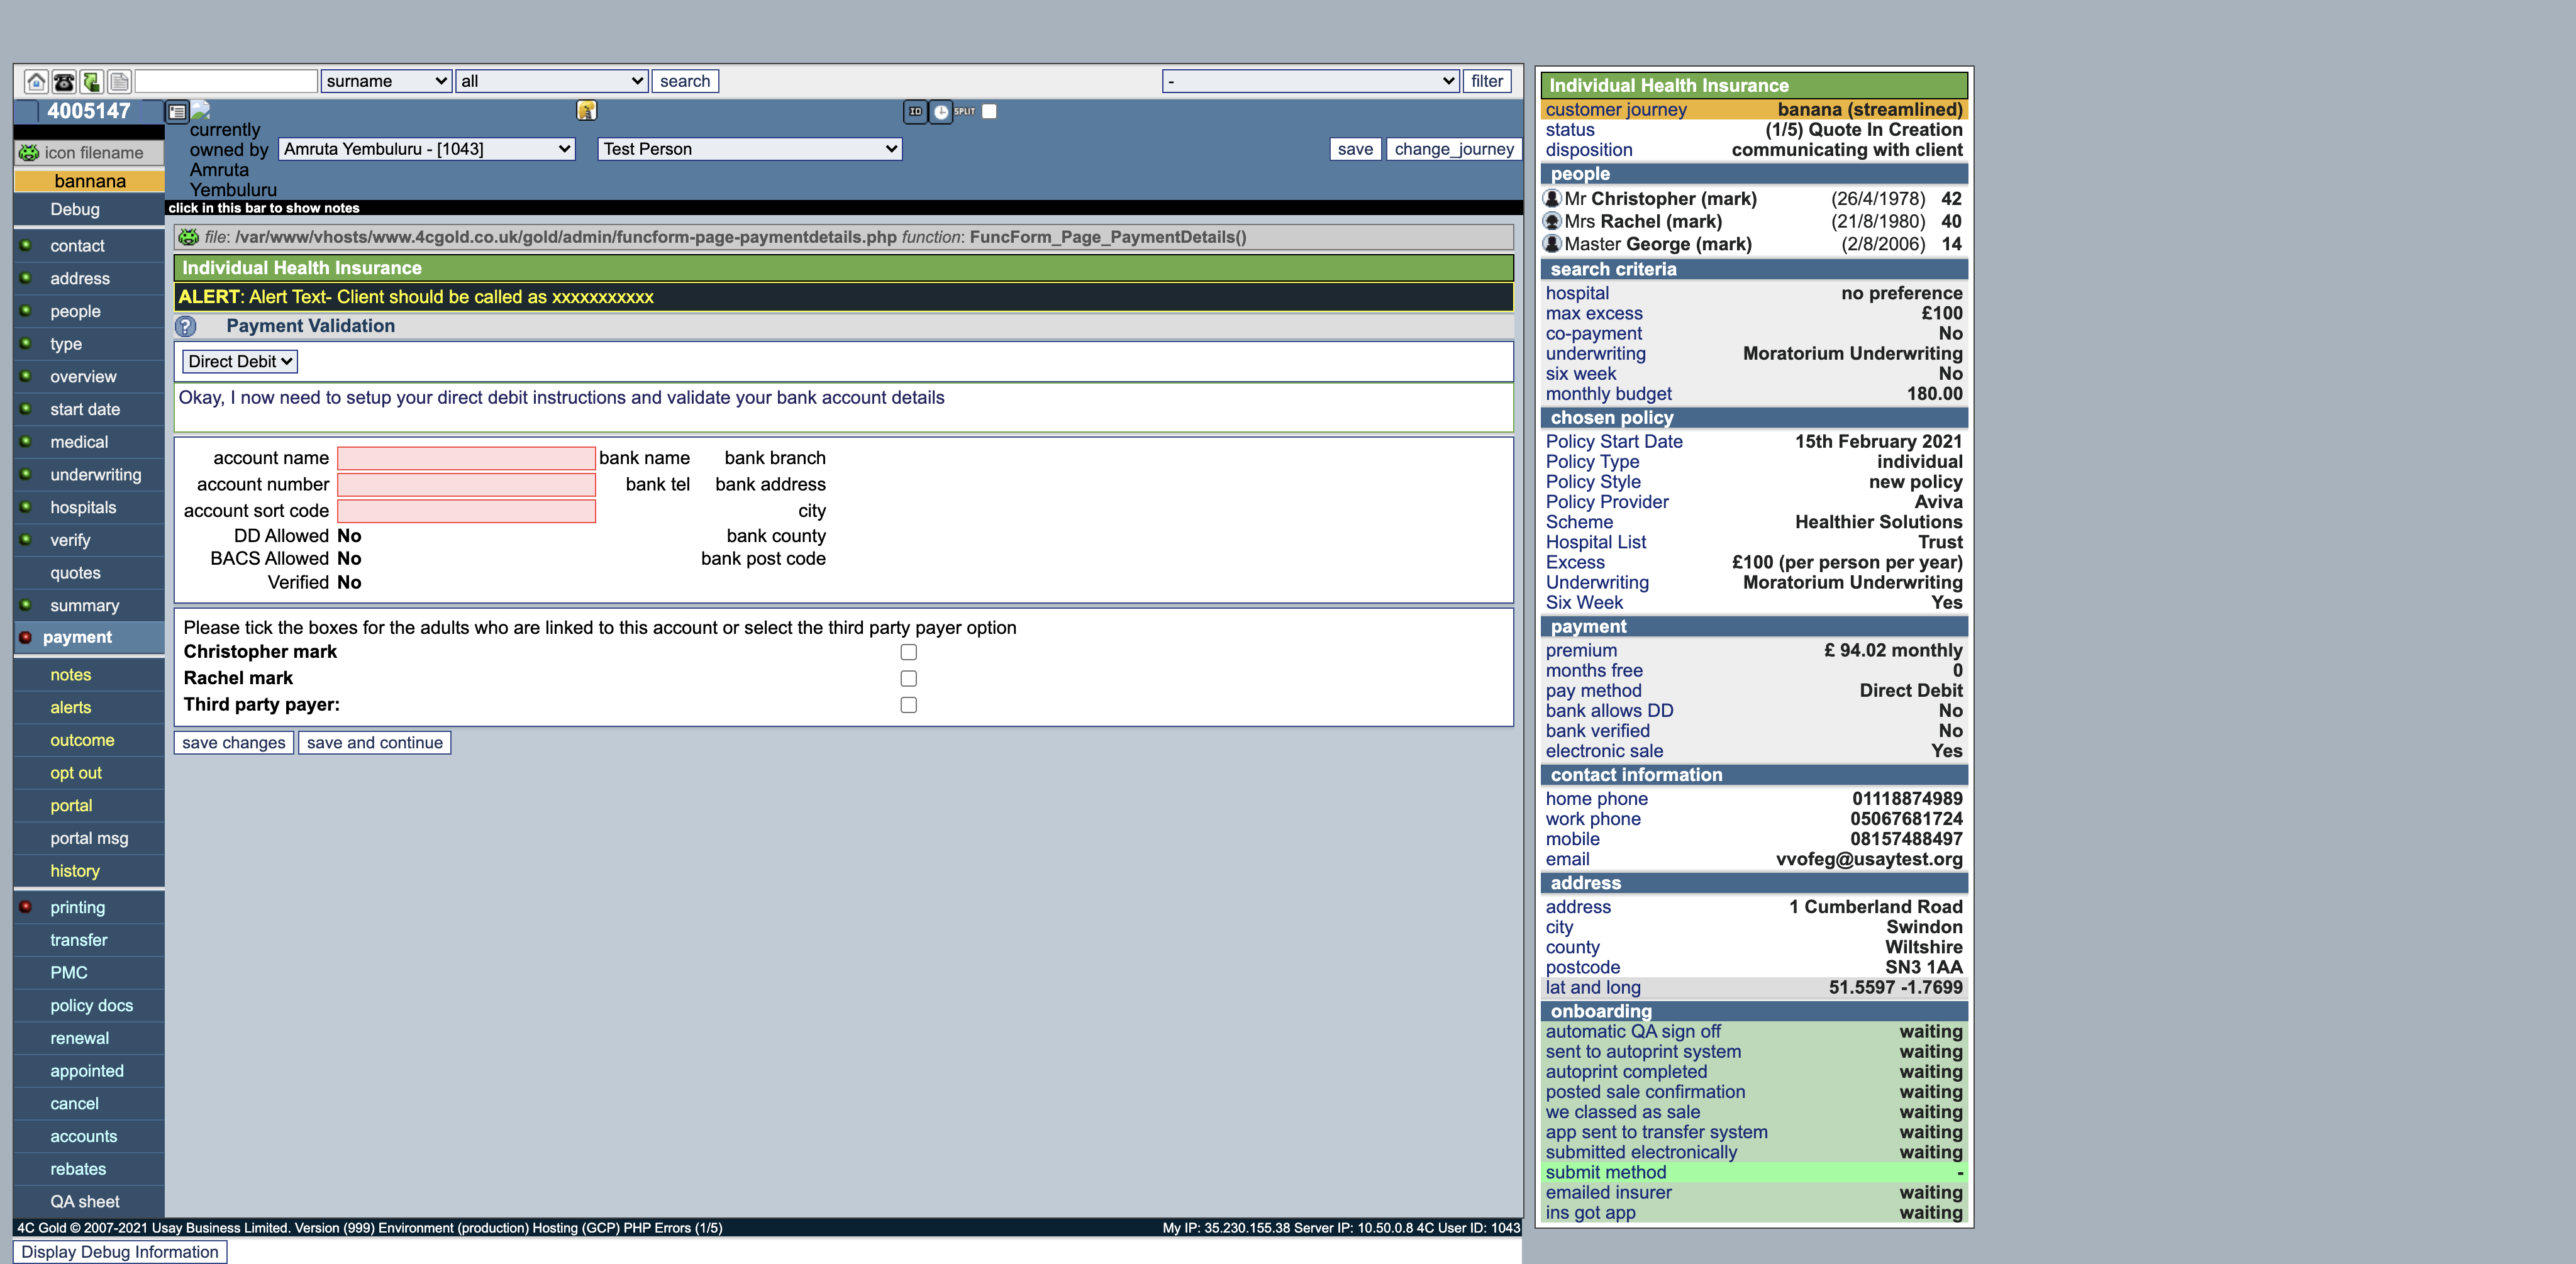 surname all search - filter
4005147 ID SPLIT
currently owned by Amruta Yembuluru
Amruta Yembuluru - [1043] Test Person save change_journey
icon filename
bannana
Debug
click in this bar to show notes
contact
address
people
type
overview
start date
medical
underwriting
hospitals
verify
quotes
summary
payment
notes
alerts
outcome
opt out
portal
portal msg
history
printing
transfer
PMC
policy docs
renewal
appointed
cancel
accounts
rebates
QA sheet
file: /var/www/vhosts/www.4cgold.co.uk/gold/admin/funcform-page-paymentdetails.php function: FuncForm_Page_PaymentDetails()
Individual Health Insurance
ALERT: Alert Text- Client should be called as xxxxxxxxxxx
? Payment Validation
Direct Debit
Okay, I now need to setup your direct debit instructions and validate your bank account details
account name bank name bank branch
account number bank tel bank address
account sort code city
DD Allowed No bank county
BACS Allowed No bank post code
Verified No
Please tick the boxes for the adults who are linked to this account or select the third party payer option
Christopher mark
Rachel mark
Third party payer:
save changes save and continue
4C Gold © 2007-2021 Usay Business Limited. Version (999) Environment (production) Hosting (GCP) PHP Errors (1/5) My IP: 35.230.155.38 Server IP: 10.50.0.8 4C User ID: 1043
Display Debug Information
Individual Health Insurance
customer journey banana (streamlined)
status (1/5) Quote In Creation
disposition communicating with client
people
Mr Christopher (mark) (26/4/1978) 42
Mrs Rachel (mark) (21/8/1980) 40
Master George (mark) (2/8/2006) 14
search criteria
hospital no preference
max excess £100
co-payment No
underwriting Moratorium Underwriting
six week No
monthly budget 180.00
chosen policy
Policy Start Date 15th February 2021
Policy Type individual
Policy Style new policy
Policy Provider Aviva
Scheme Healthier Solutions
Hospital List Trust
Excess £100 (per person per year)
Underwriting Moratorium Underwriting
Six Week Yes
payment
premium £ 94.02 monthly
months free 0
pay method Direct Debit
bank allows DD No
bank verified No
electronic sale Yes
contact information
home phone 01118874989
work phone 05067681724
mobile 08157488497
email vvofeg@usaytest.org
address
address 1 Cumberland Road
city Swindon
county Wiltshire
postcode SN3 1AA
lat and long 51.5597 -1.7699
onboarding
automatic QA sign off waiting
sent to autoprint system waiting
autoprint completed waiting
posted sale confirmation waiting
we classed as sale waiting
app sent to transfer system waiting
submitted electronically waiting
submit method -
emailed insurer waiting
ins got app waiting